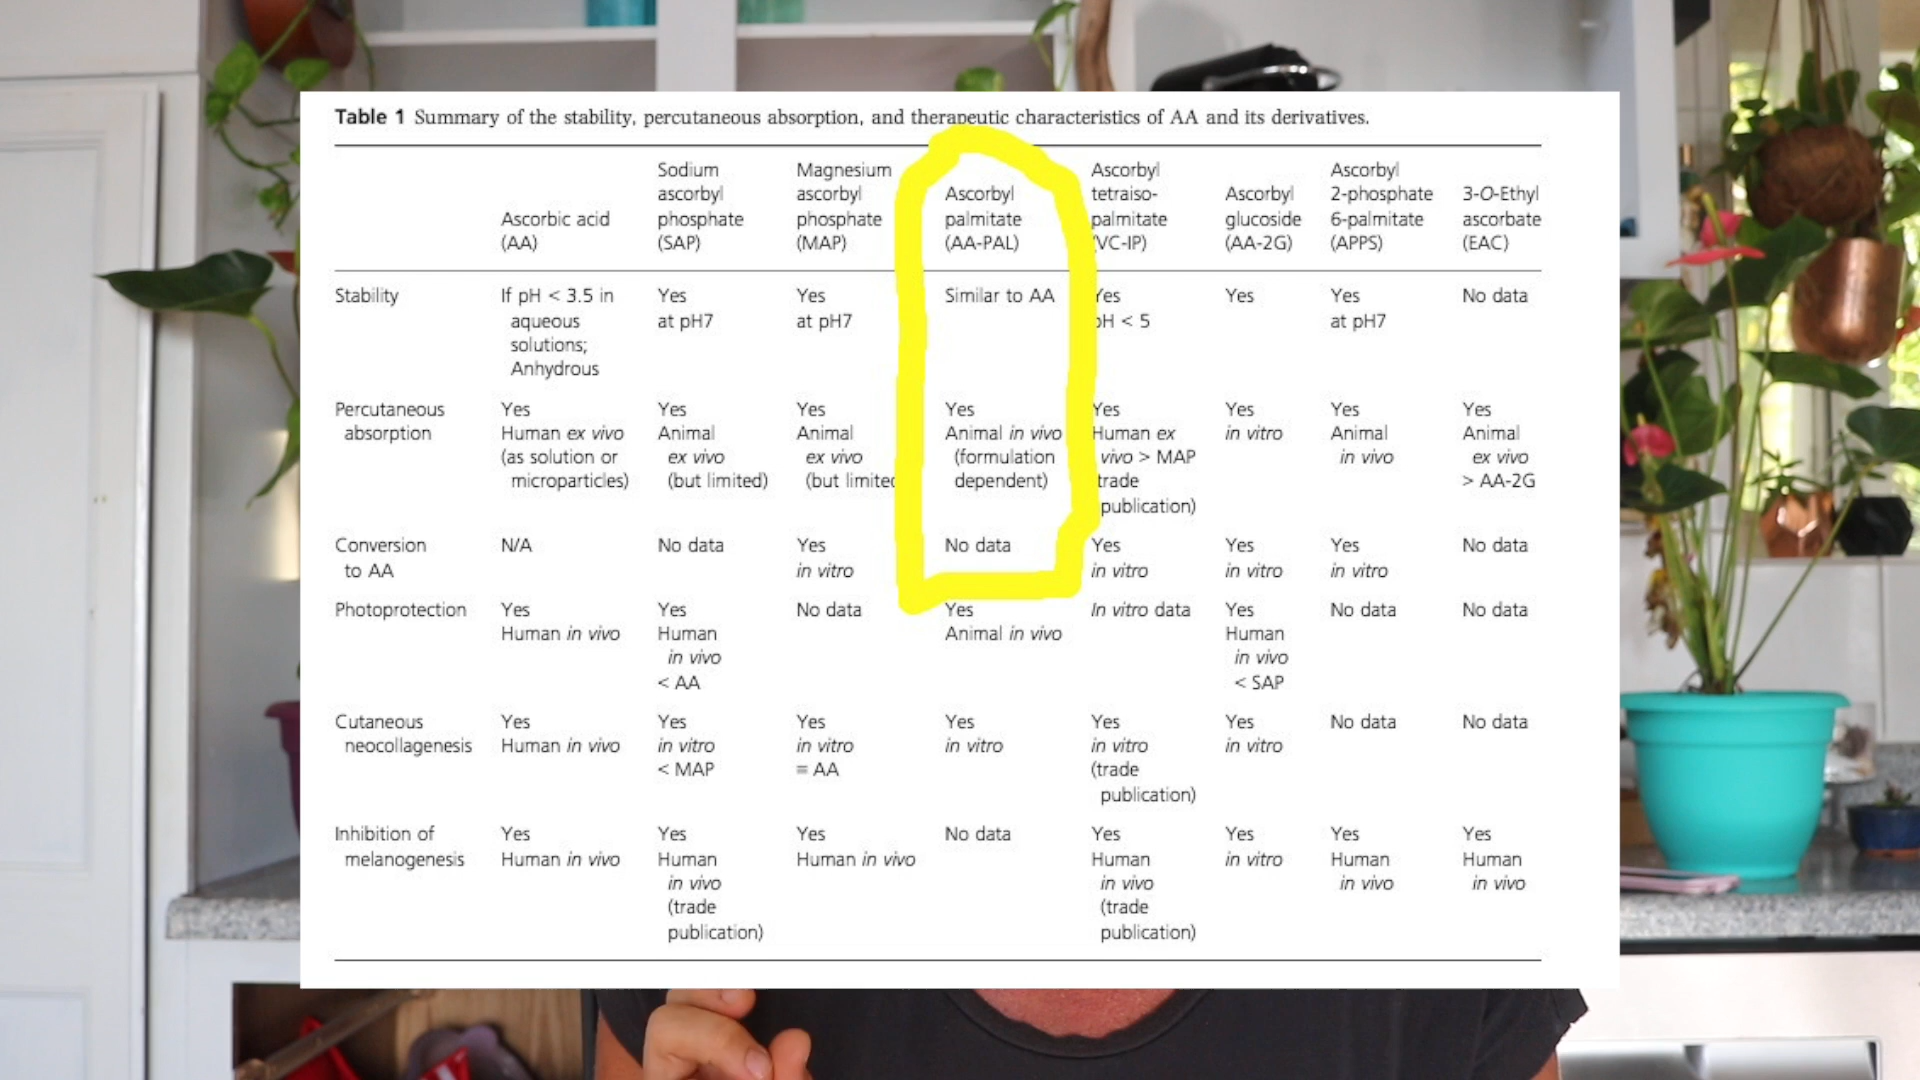 Table 1 Summary of the stability, percutaneous absorption, and therapeutic characteristics of AA and its derivatives.
Ascorbic acid
(AA)
Sodium
ascorbyl
phosphate
(SAP)
Magnesium
ascorbyl
phosphate
(MAP)
Ascorbyl
palmitate
(AA-PAL)
Ascorbyl
tetraiso-
palmitate
(VC-IP)
Ascorbyl
glucoside
(AA-2G)
Ascorbyl
2-phosphate
6-palmitate
(APPS)
3-O-Ethyl
ascorbate
(EAC)
Stability
If pH < 3.5 in
aqueous
solutions;
Anhydrous
Yes
at pH7
Yes
at pH7
Similar to AA
Yes
pH < 5
Yes
Yes
at pH7
No data
Percutaneous
absorption
Yes
Human ex vivo
(as solution or
microparticles)
Yes
Animal
ex vivo
(but limited)
Yes
Animal
ex vivo
(but limited
Yes
Animal in vivo
(formulation
dependent)
Yes
Human ex
vivo > MAP
trade
publication)
Yes
in vitro
Yes
Animal
in vivo
Yes
Animal
ex vivo
> AA-2G
Conversion
to AA
N/A
No data
Yes
in vitro
No data
Yes
in vitro
Yes
in vitro
Yes
in vitro
No data
Photoprotection
Yes
Human in vivo
Yes
Human
in vivo
< AA
No data
Yes
Animal in vivo
In vitro data
Yes
Human
in vivo
< SAP
No data
No data
Cutaneous
neocollagenesis
Yes
Human in vivo
Yes
in vitro
< MAP
Yes
in vitro
= AA
Yes
in vitro
Yes
in vitro
(trade
publication)
Yes
in vitro
No data
No data
Inhibition of
melanogenesis
Yes
Human in vivo
Yes
Human
in vivo
(trade
publication)
Yes
Human in vivo
No data
Yes
Human
in vivo
(trade
publication)
Yes
in vitro
Yes
Human
in vivo
Yes
Human
in vivo